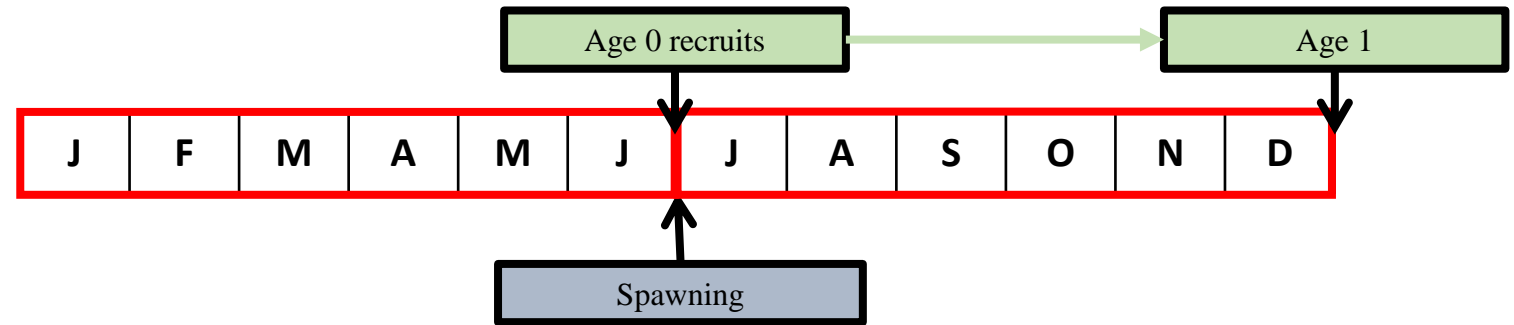 Age 0 recruits Age 1
J F M A M J J A S O N D
Spawning